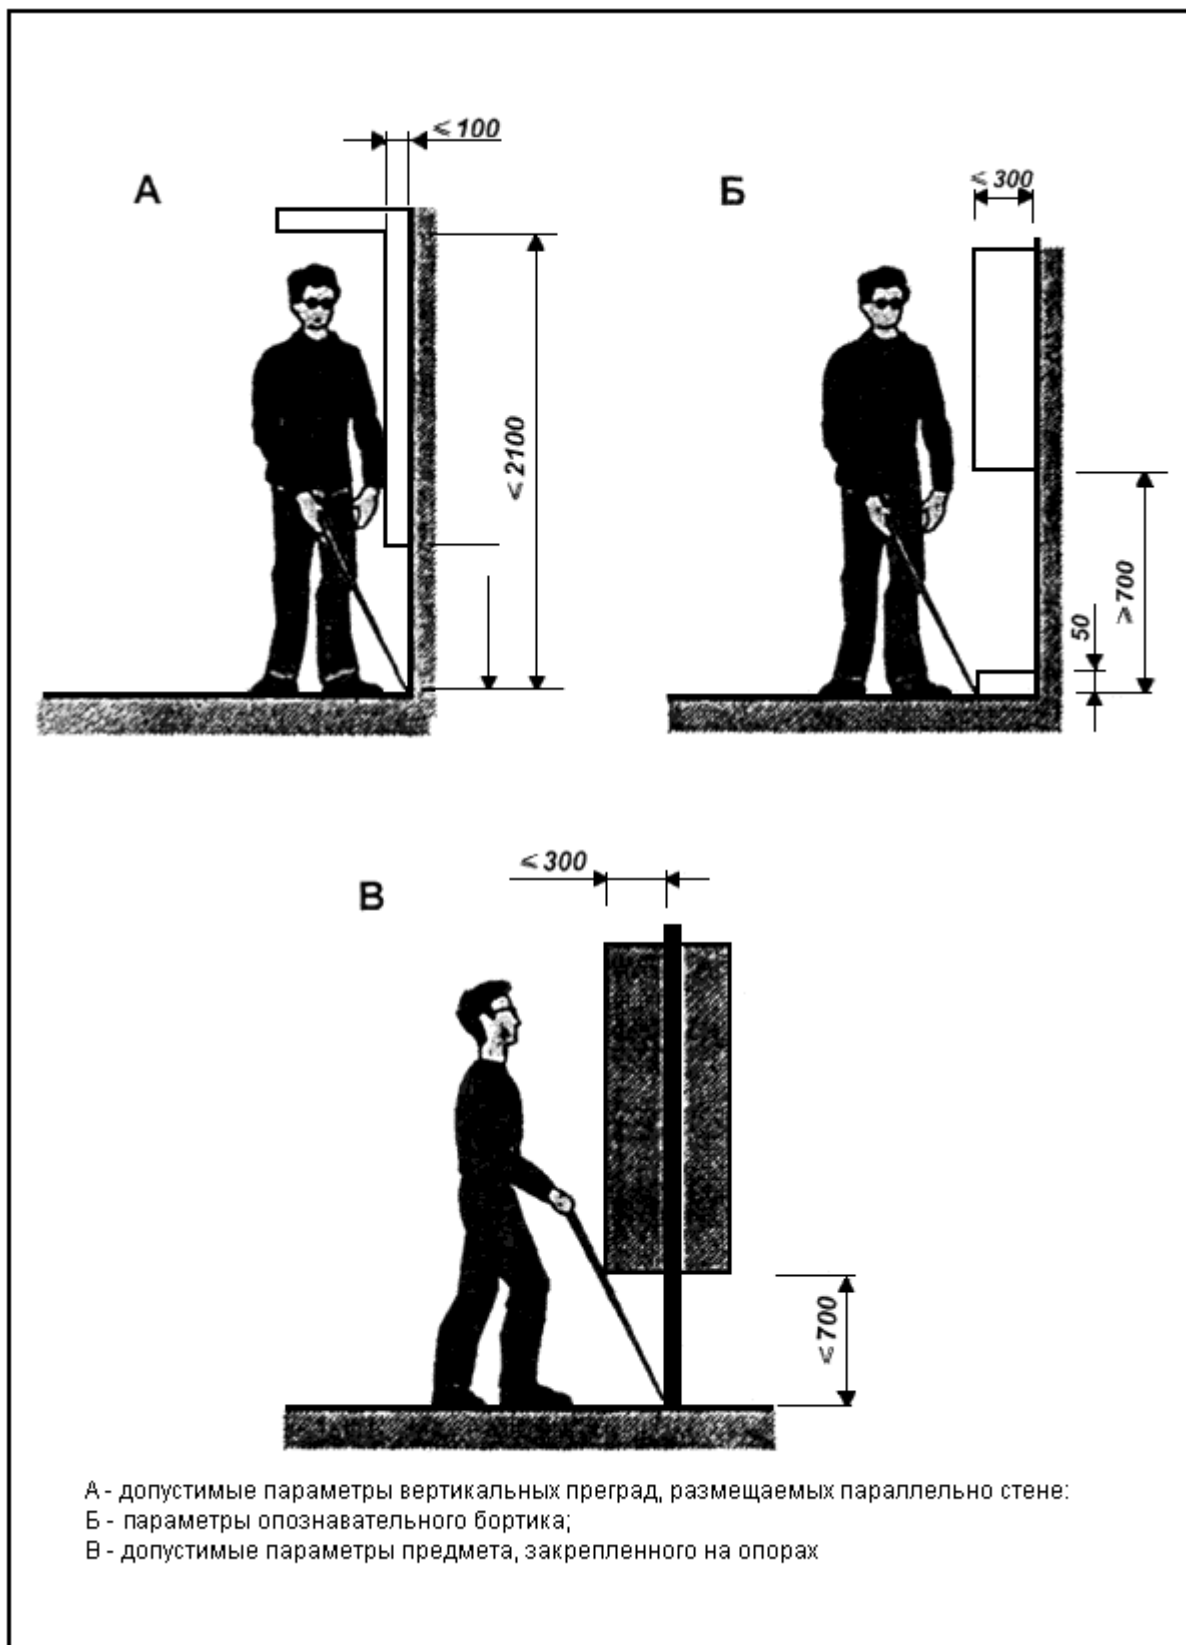 ≤100
А
≤2100
Б
≤300
≥700
50
В
≤300
≤700
А - допустимые параметры вертикальных преград, размещаемых параллельно стене:
Б - параметры опознавательного бортика;
В - допустимые параметры предмета, закрепленного на опорах